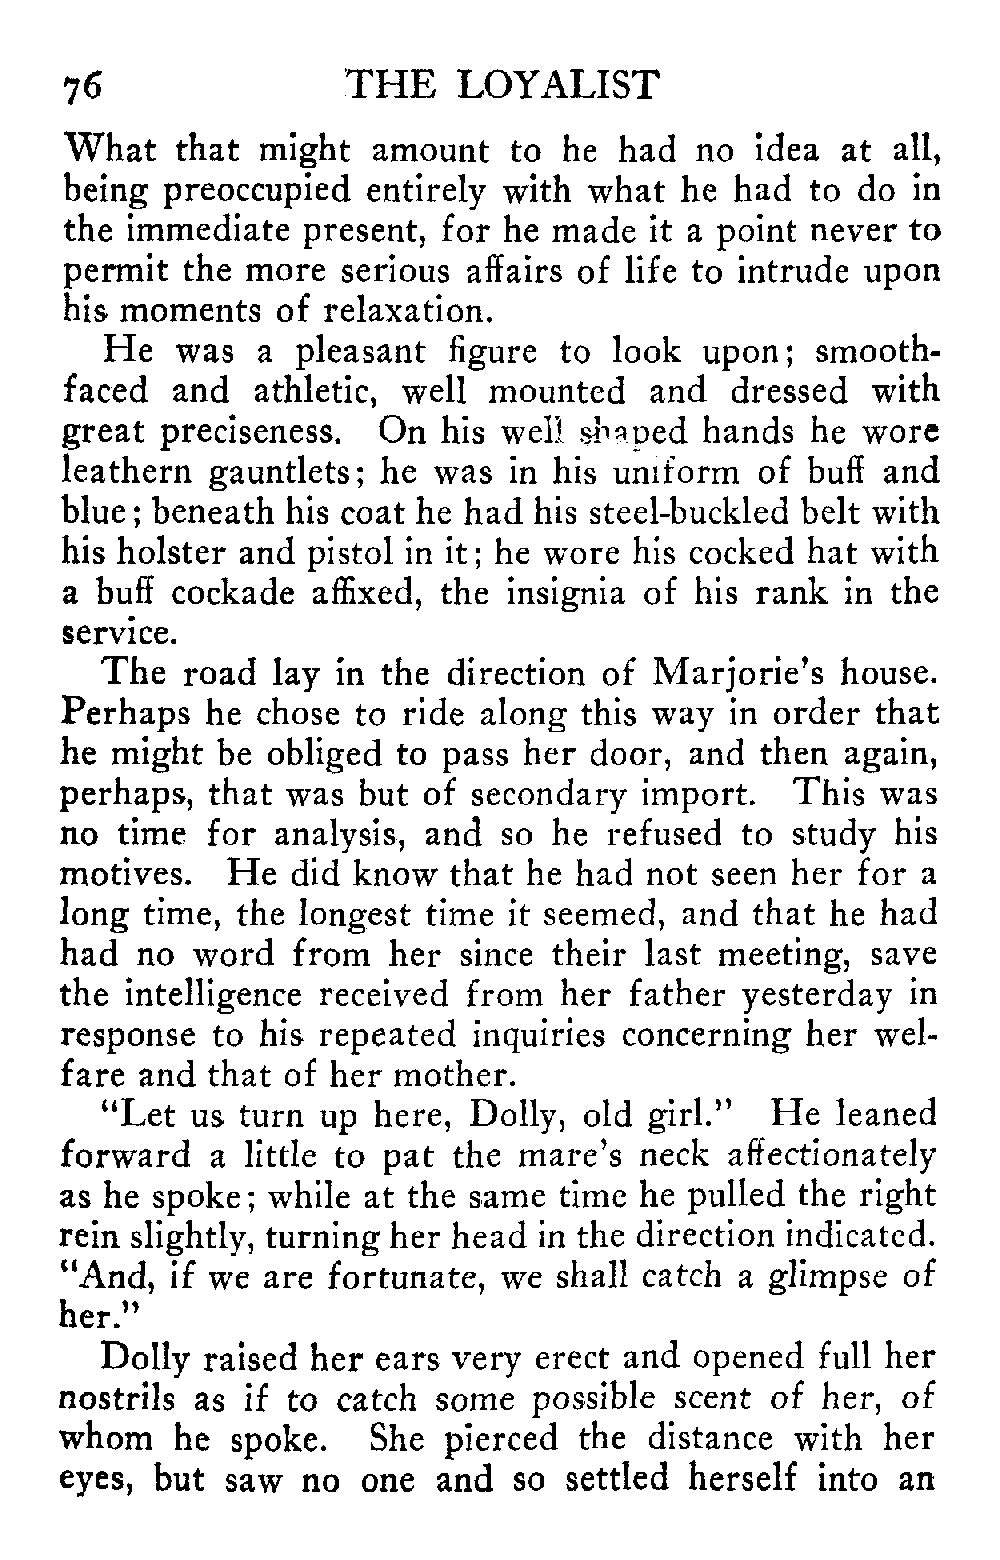 76 THE LOYALIST
What that might amount to he had no idea at all,
being preoccupied entirely with what he had to do in
the immediate present, for he made it a point never to
permit the more serious affairs of life to intrude upon
his moments of relaxation.
He was a pleasant figure to look upon; smooth-
faced and athletic, well mounted and dressed with
great preciseness. On his well shaped hands he wore
leathern gauntlets; he was in his uniform of buff and
blue; beneath his coat he had his steel-buckled belt with
his holster and pistol in it; he wore his cocked hat with
a buff cockade affixed, the insignia of his rank in the
service.
The road lay in the direction of Marjorie's house.
Perhaps he chose to ride along this way in order that
he might be obliged to pass her door, and then again,
perhaps, that was but of secondary import. This was
no time for analysis, and so he refused to study his
motives. He did know that he had not seen her for a
long time, the longest time it seemed, and that he had
had no word from her since their last meeting, save
the intelligence received from her father yesterday in
response to his repeated inquiries concerning her wel-
fare and that of her mother.
"Let us turn up here, Dolly, old girl." He leaned
forward a little to pat the mare's neck affectionately
as he spoke; while at the same time he pulled the right
rein slightly, turning her head in the direction indicated.
"And, if we are fortunate, we shall catch a glimpse of
her."
Dolly raised her ears very erect and opened full her
nostrils as if to catch some possible scent of her, of
whom he spoke. She pierced the distance with her
eyes, but saw no one and so settled herself into an